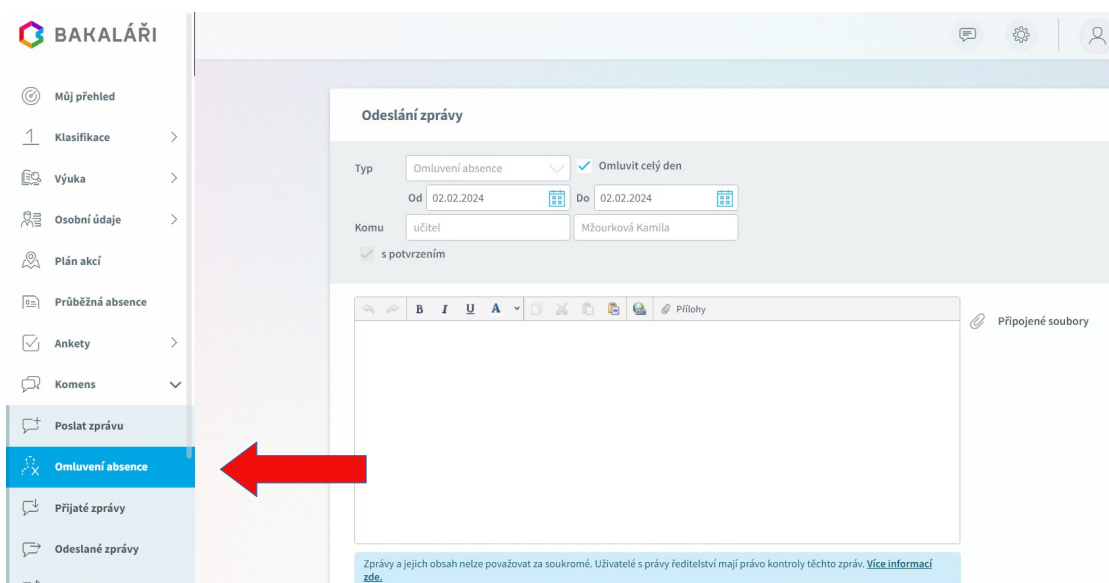 BAKALÁŘI
Můj přehled
Klasifikace
Výuka
Osobní údaje
Plán akcí
Průběžná absence
Ankety
Komens
Poslat zprávu
Omluvení absence
Přijaté zprávy
Odeslané zprávy
Odeslání zprávy
Typ Omluvení absence Omluvit celý den
Od 02.02.2024 Do 02.02.2024
Komu učitel Mžourková Kamila
s potvrzením
B I U A Přílohy
Připojené soubory
Zprávy a jejich obsah nelze považovat za soukromé. Uživatelé s právy ředitelství mají právo kontroly těchto zpráv. Více informací
zde.